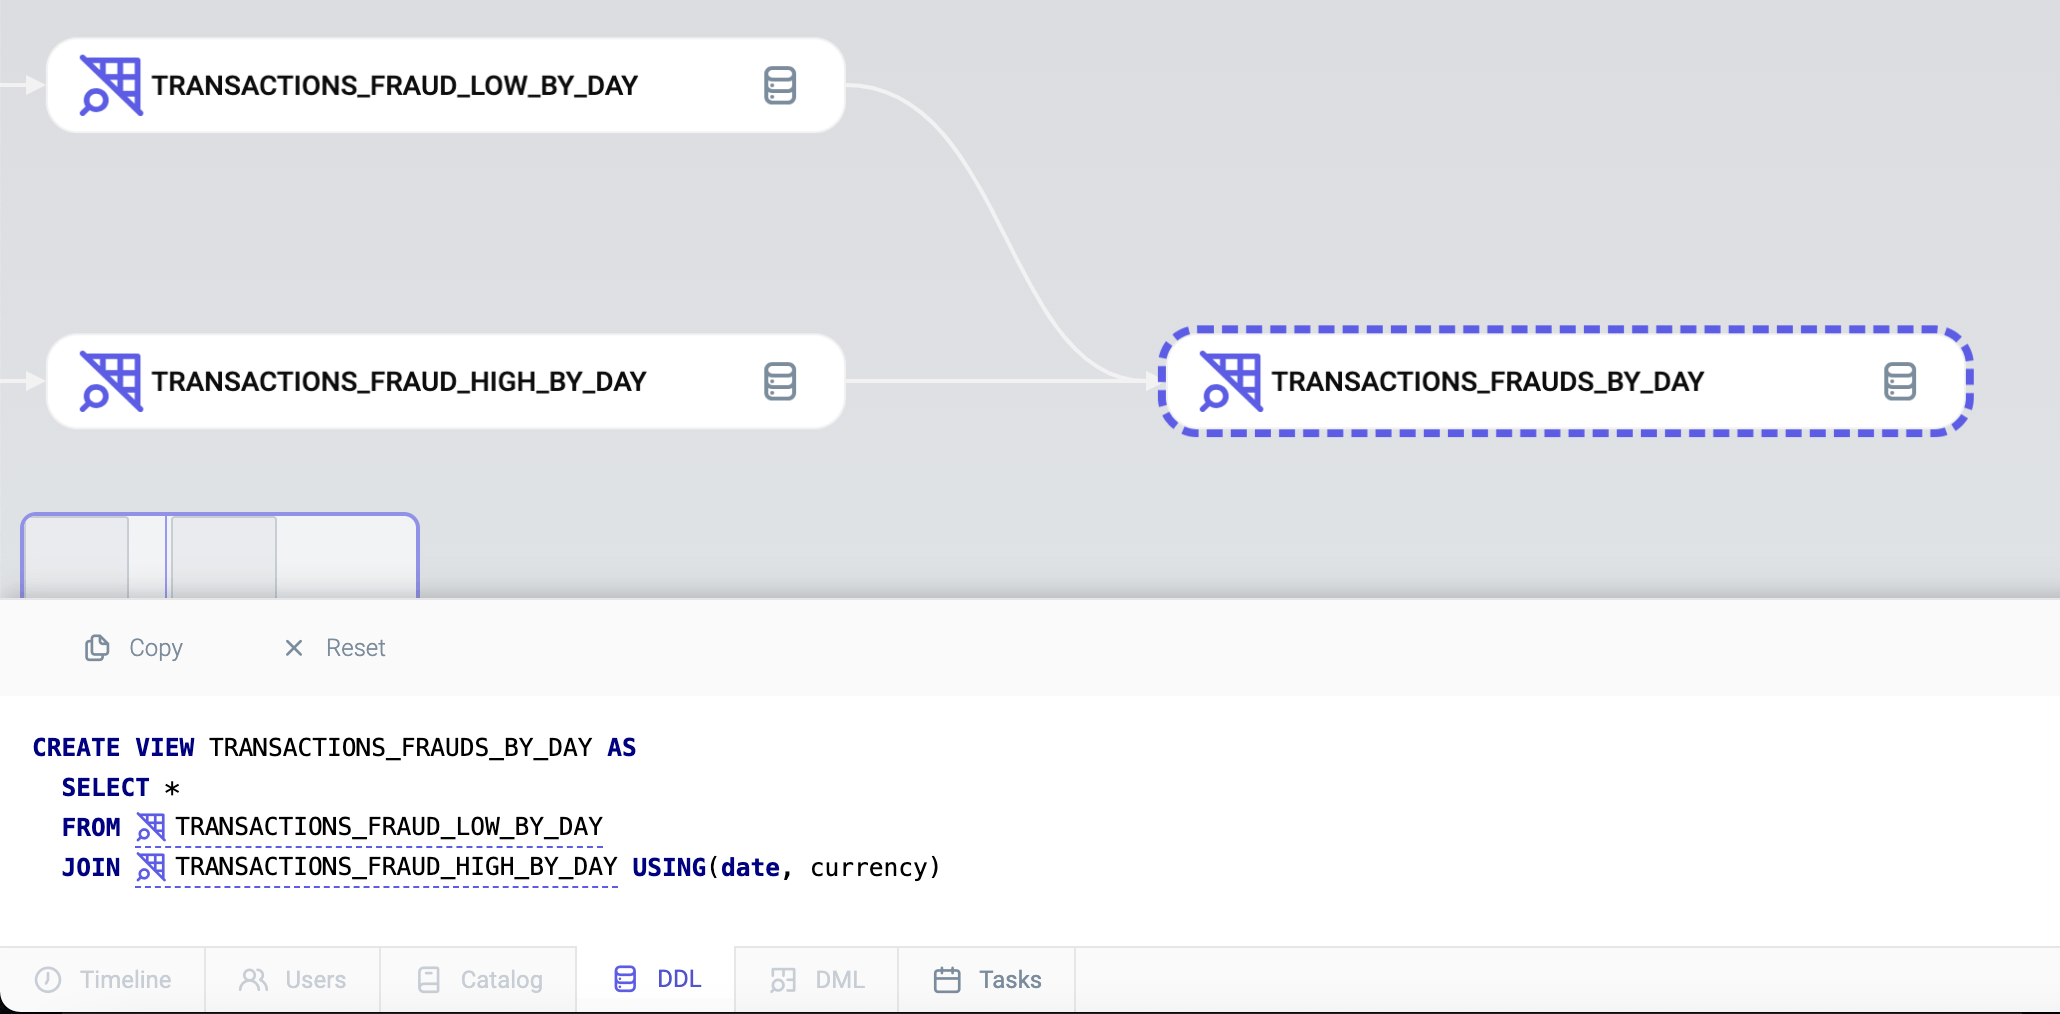 TRANSACTIONS_FRAUD_LOW_BY_DAY
TRANSACTIONS_FRAUD_HIGH_BY_DAY
TRANSACTIONS_FRAUDS_BY_DAY
Copy
Reset
CREATE VIEW TRANSACTIONS_FRAUDS_BY_DAY AS
SELECT *
FROM TRANSACTIONS_FRAUD_LOW_BY_DAY
JOIN TRANSACTIONS_FRAUD_HIGH_BY_DAY USING(date, currency)
Timeline
Users
Catalog
DDL
DML
Tasks